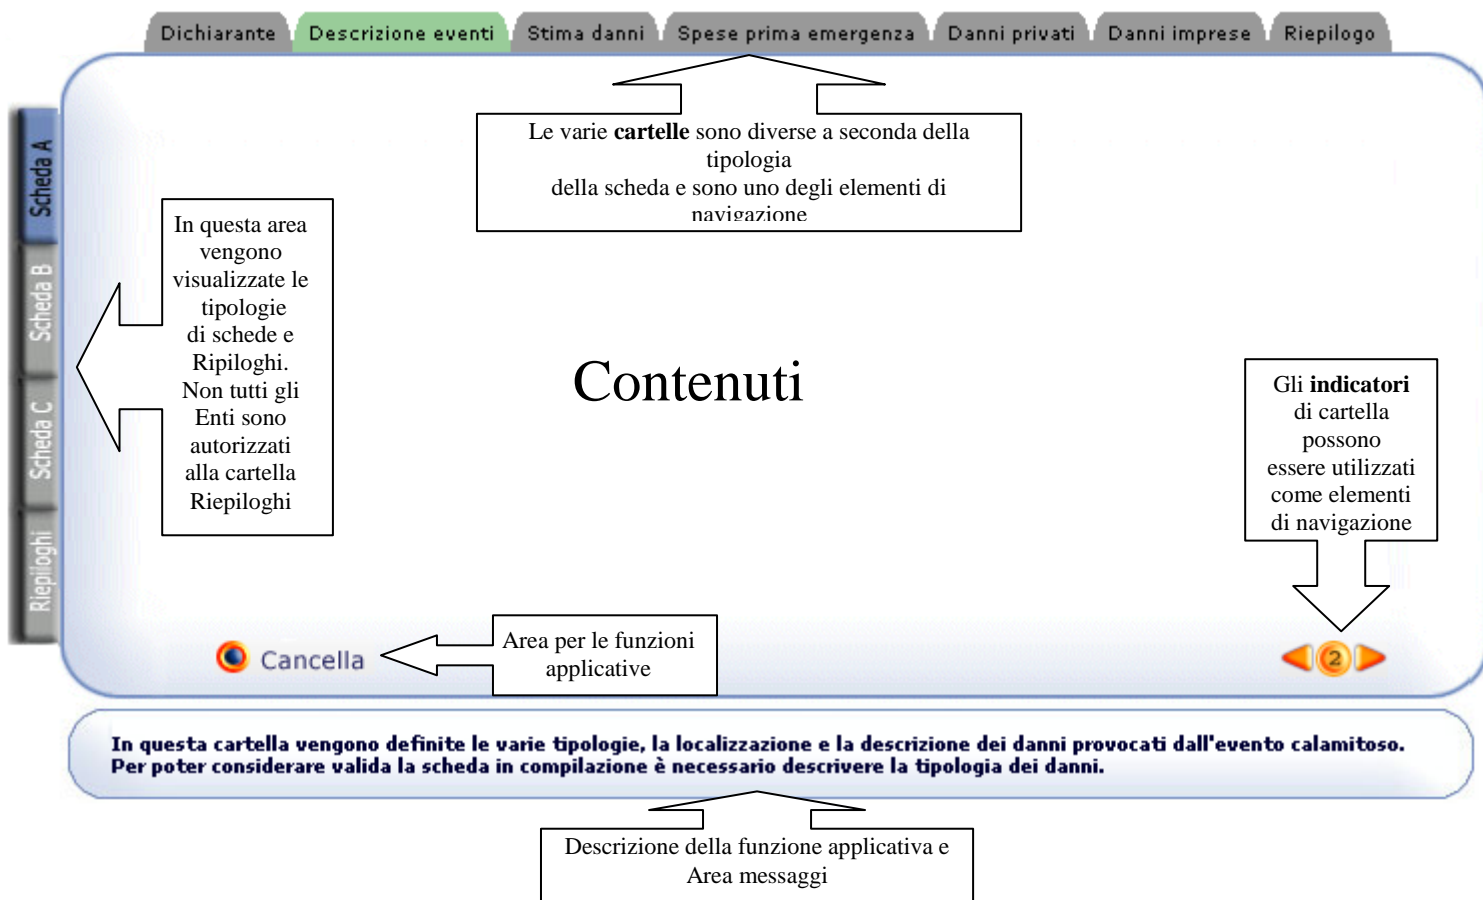 Dichiarante Descrizione eventi Stima danni Spese prima emergenza Danni privati Danni imprese Riepilogo
Le varie cartelle sono diverse a seconda della
tipologia
della scheda e sono uno degli elementi di
navigazione
Scheda A
Scheda B
Scheda C
Riepiloghi
In questa area
vengono
visualizzate le
tipologie
di schede e
Ripiloghi.
Non tutti gli
Enti sono
autorizzati
alla cartella
Riepiloghi
Contenuti
Gli indicatori
di cartella
possono
essere utilizzati
come elementi
di navigazione
Cancella
Area per le funzioni
applicative
2
In questa cartella vengono definite le varie tipologie, la localizzazione e la descrizione dei danni provocati dall'evento calamitoso.
Per poter considerare valida la scheda in compilazione è necessario descrivere la tipologia dei danni.
Descrizione della funzione applicativa e
Area messaggi